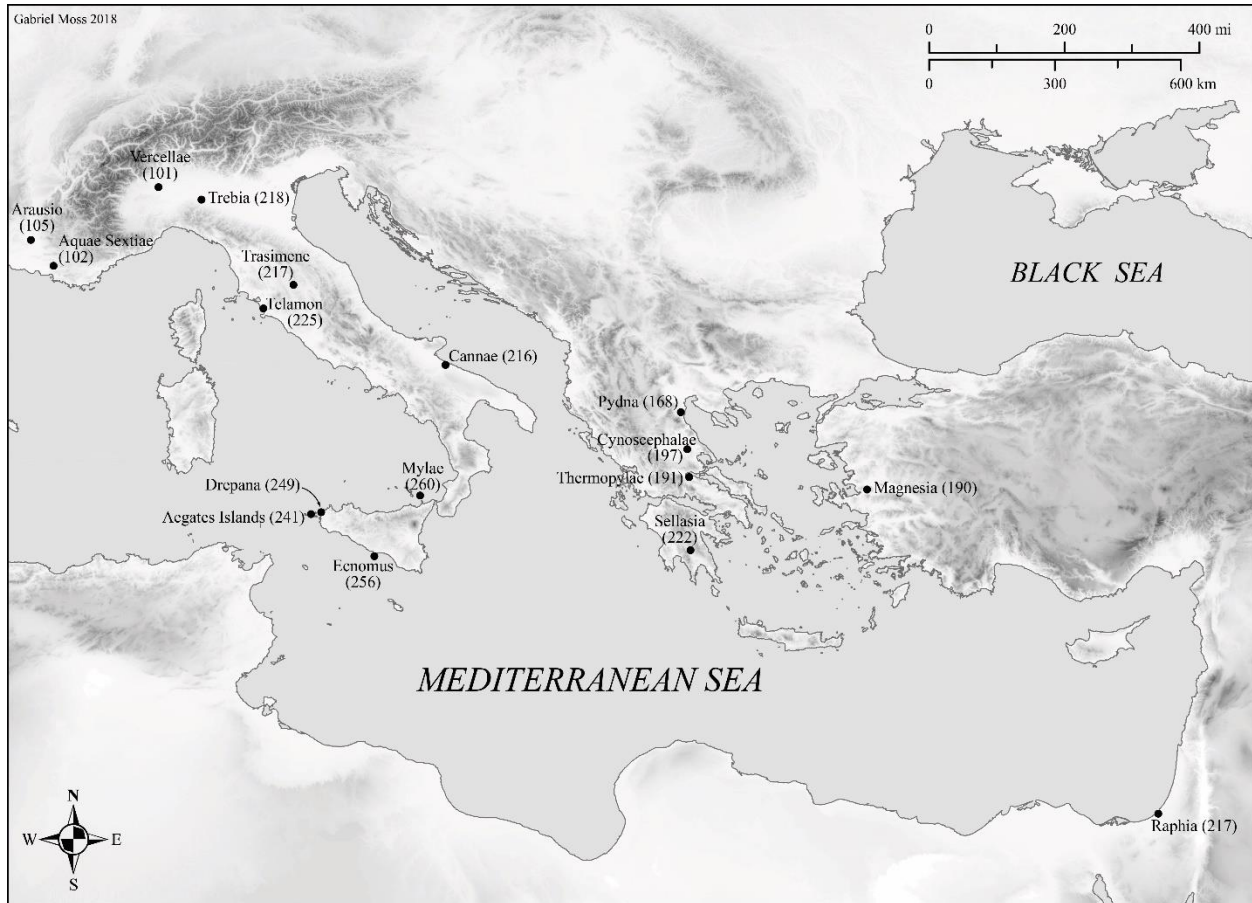 Gabriel Moss 2018
0 200 400 mi
0 300 600 km
Vercellae
(101)
Trebia (218)
Arausio
(105)
Aquae Sextiae
(102)
Trasimene
(217)
Telamon
(225)
BLACK SEA
Cannae (216)
Pydna (168)
Cynoscephalae
(197)
Thermopylae (191)
Magnesia (190)
Mylae
(260)
Drepana (249)
Aegates Islands (241)
Sellasia
(222)
Ecnomus
(256)
MEDITERRANEAN SEA
Raphia (217)
N
W E
S